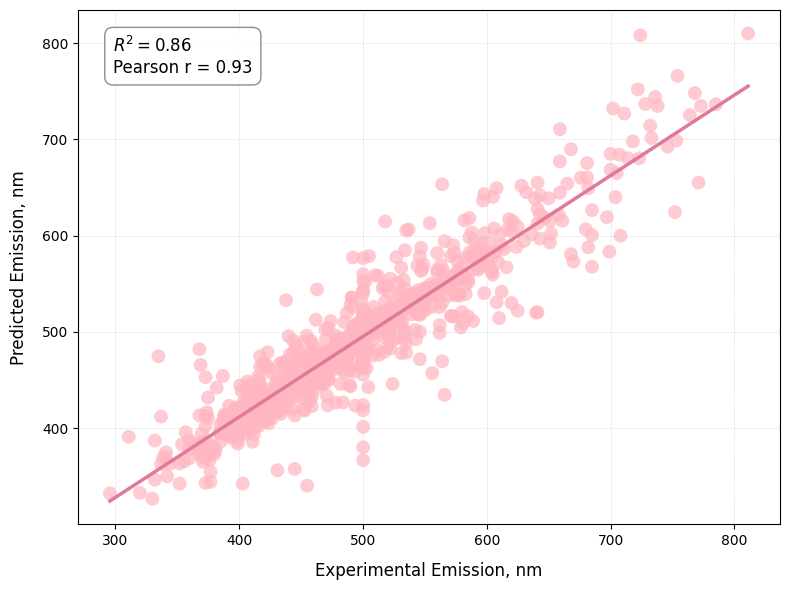 R² = 0.86
Pearson r = 0.93
800
700
600
500
400
Predicted Emission, nm
300 400 500 600 700 800
Experimental Emission, nm